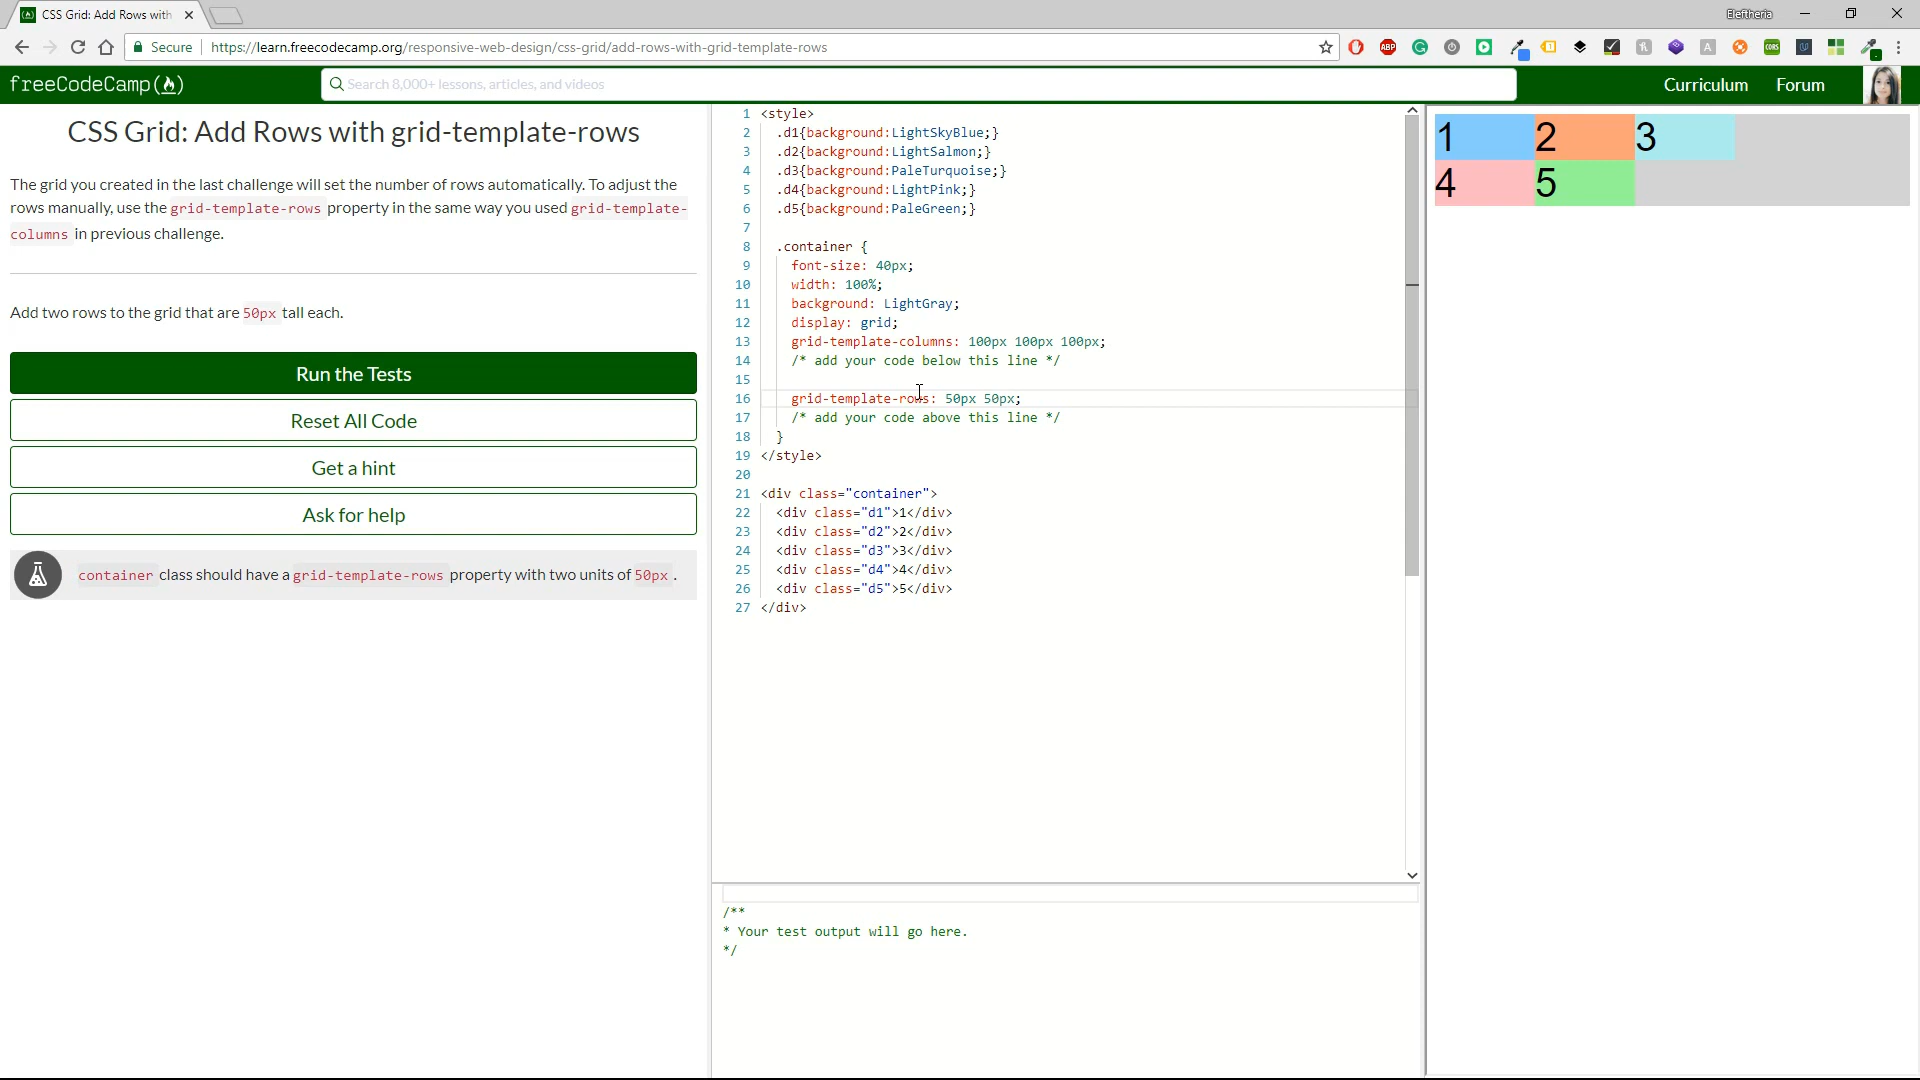 CSS Grid: Add Rows with
Eleftheria
Secure
https://learn.freecodecamp.org/responsive-web-design/css-grid/add-rows-with-grid-template-rows
freeCodeCamp(
Search 8,000+ lessons, articles, and videos
Curriculum
Forum
CSS Grid: Add Rows with grid-template-rows
The grid you created in the last challenge will set the number of rows automatically. To adjust the
rows manually, use the grid-template-rows property in the same way you used grid-template-
columns in previous challenge.
Add two rows to the grid that are 50px tall each.
Run the Tests
Reset All Code
Get a hint
Ask for help
container class should have a grid-template-rows property with two units of 50px .
1 <style>
2 .d1{background:LightSkyBlue;}
3 .d2{background:LightSalmon;}
4 .d3{background:PaleTurquoise;}
5 .d4{background:LightPink;}
6 .d5{background:PaleGreen;}
7
8 .container {
9 font-size: 40px;
10 width: 100%;
11 background: LightGray;
12 display: grid;
13 grid-template-columns: 100px 100px 100px;
14 /* add your code below this line */
15
16 grid-template-rows: 50px 50px;
17 /* add your code above this line */
18 }
19 </style>
20
21 <div class="container">
22 <div class="d1">1</div>
23 <div class="d2">2</div>
24 <div class="d3">3</div>
25 <div class="d4">4</div>
26 <div class="d5">5</div>
27 </div>
/**
* Your test output will go here.
*/
1 2 3
4 5